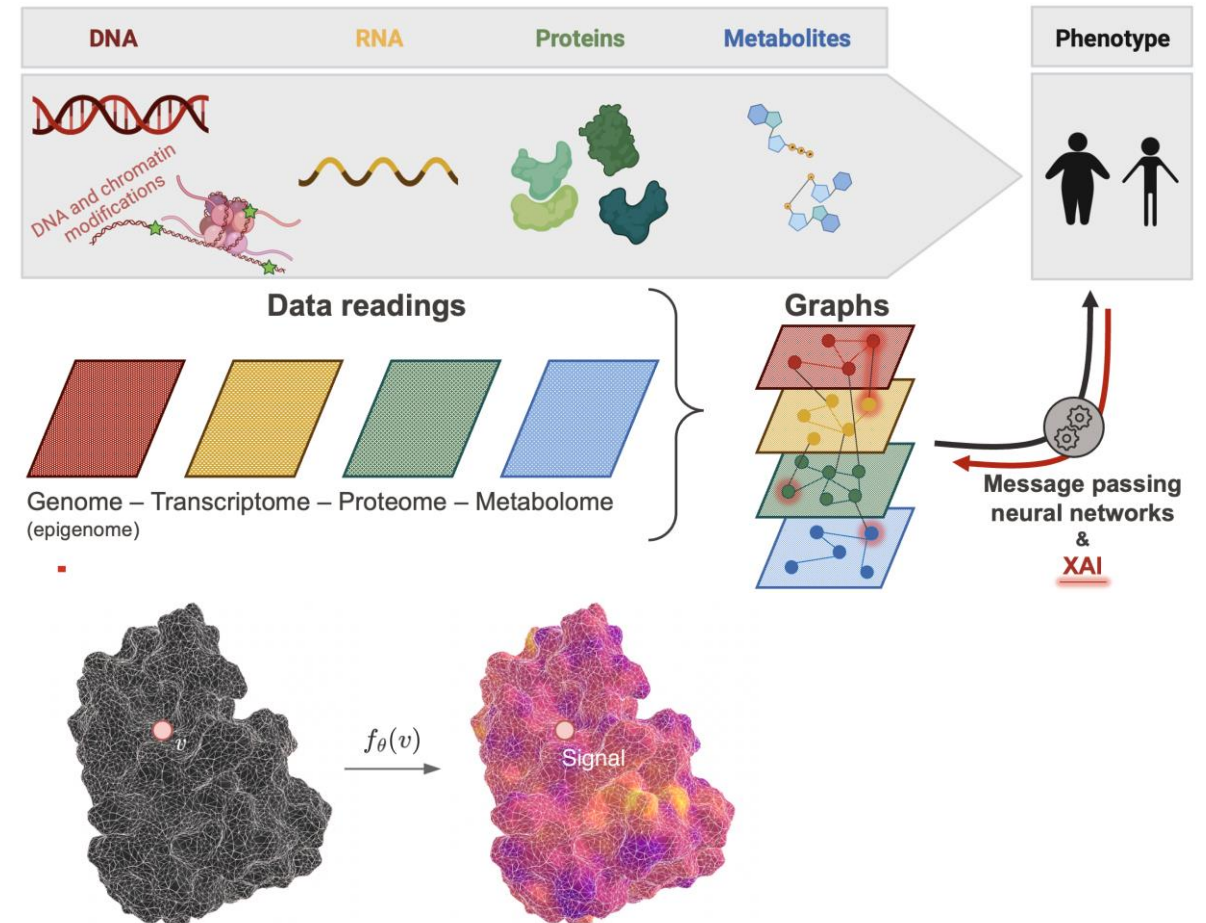 DNA
RNA
Proteins
Metabolites
Phenotype
DNA and chromatin
modifications
Data readings
Graphs
Genome – Transcriptome – Proteome – Metabolome
(epigenome)
Message passing
neural networks
&
XAI
v
f_θ(v)
Signal